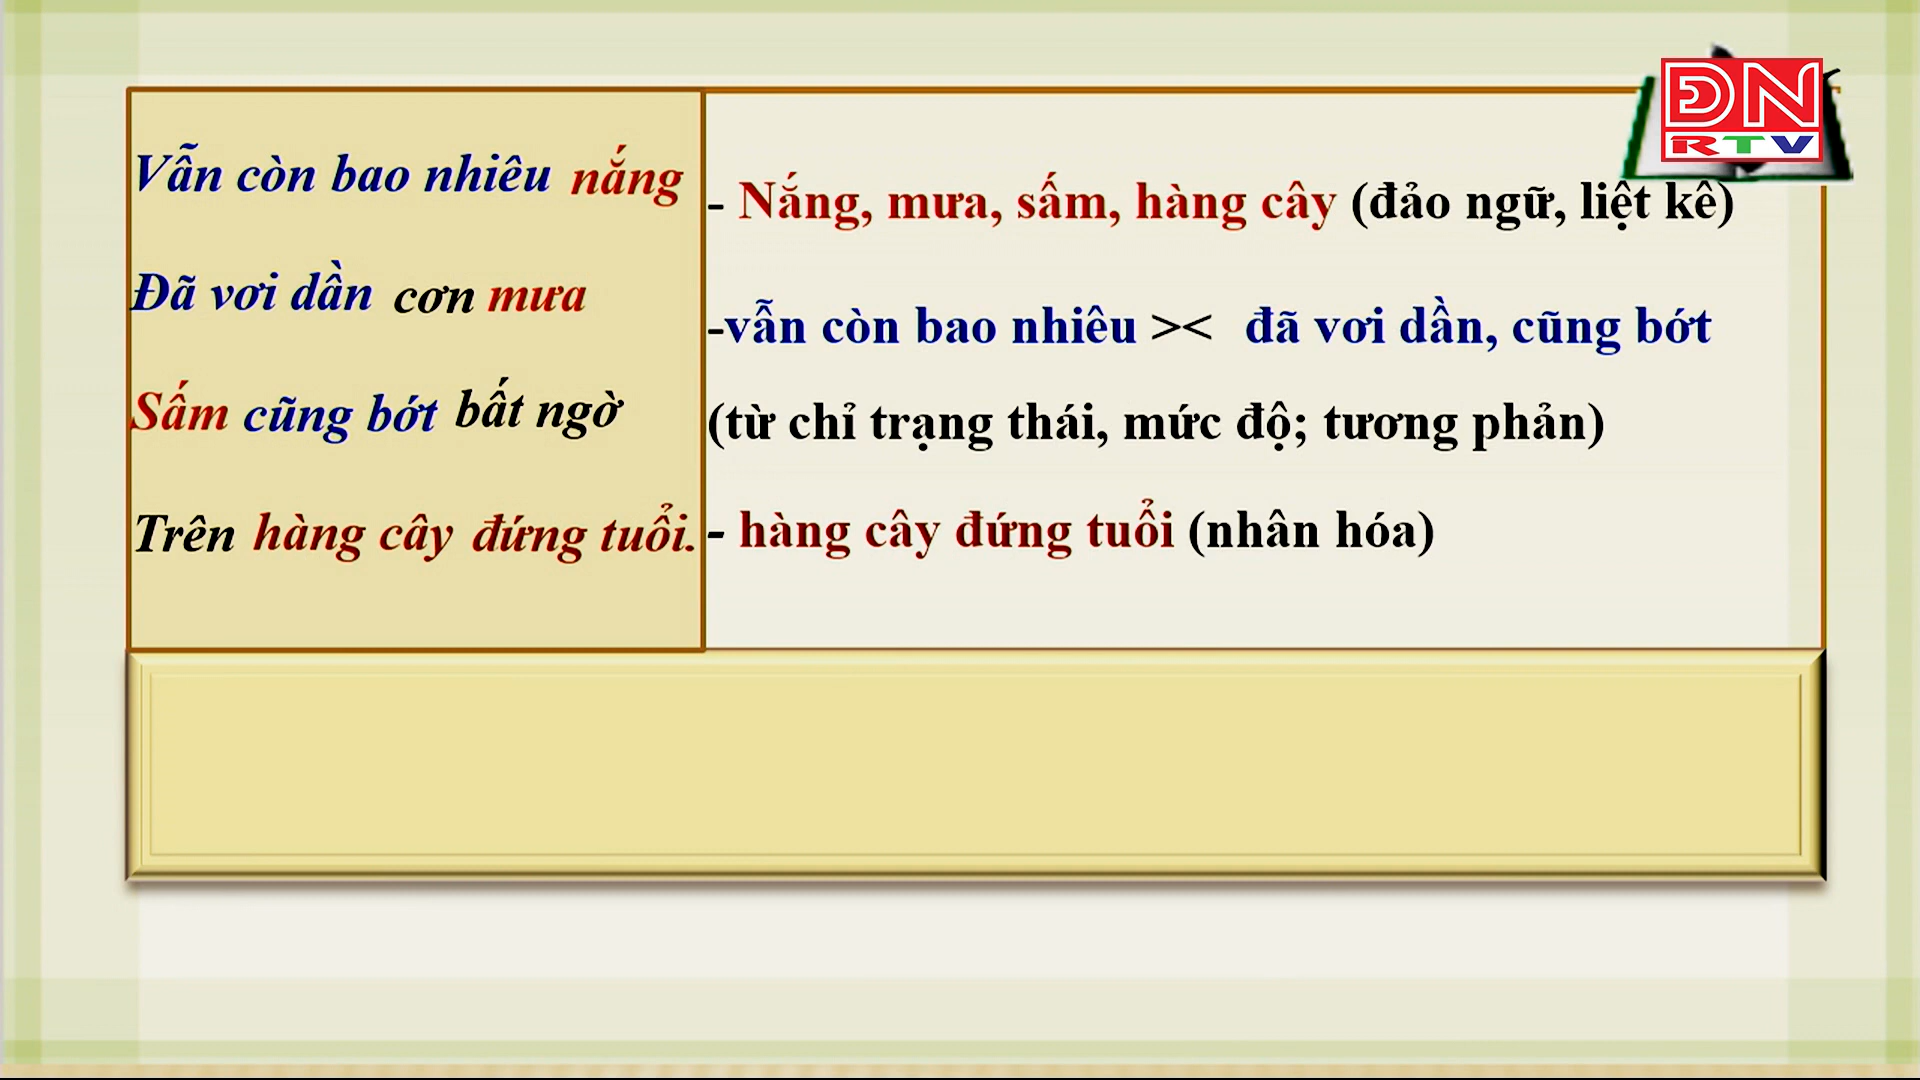 ĐN
RTV
Vẫn còn bao nhiêu nắng
Đã vơi dần cơn mưa
Sấm cũng bớt bất ngờ
Trên hàng cây đứng tuổi.
- Nắng, mưa, sấm, hàng cây (đảo ngữ, liệt kê)
-vẫn còn bao nhiêu >< đã vơi dần, cũng bớt
(từ chỉ trạng thái, mức độ; tương phản)
- hàng cây đứng tuổi (nhân hóa)